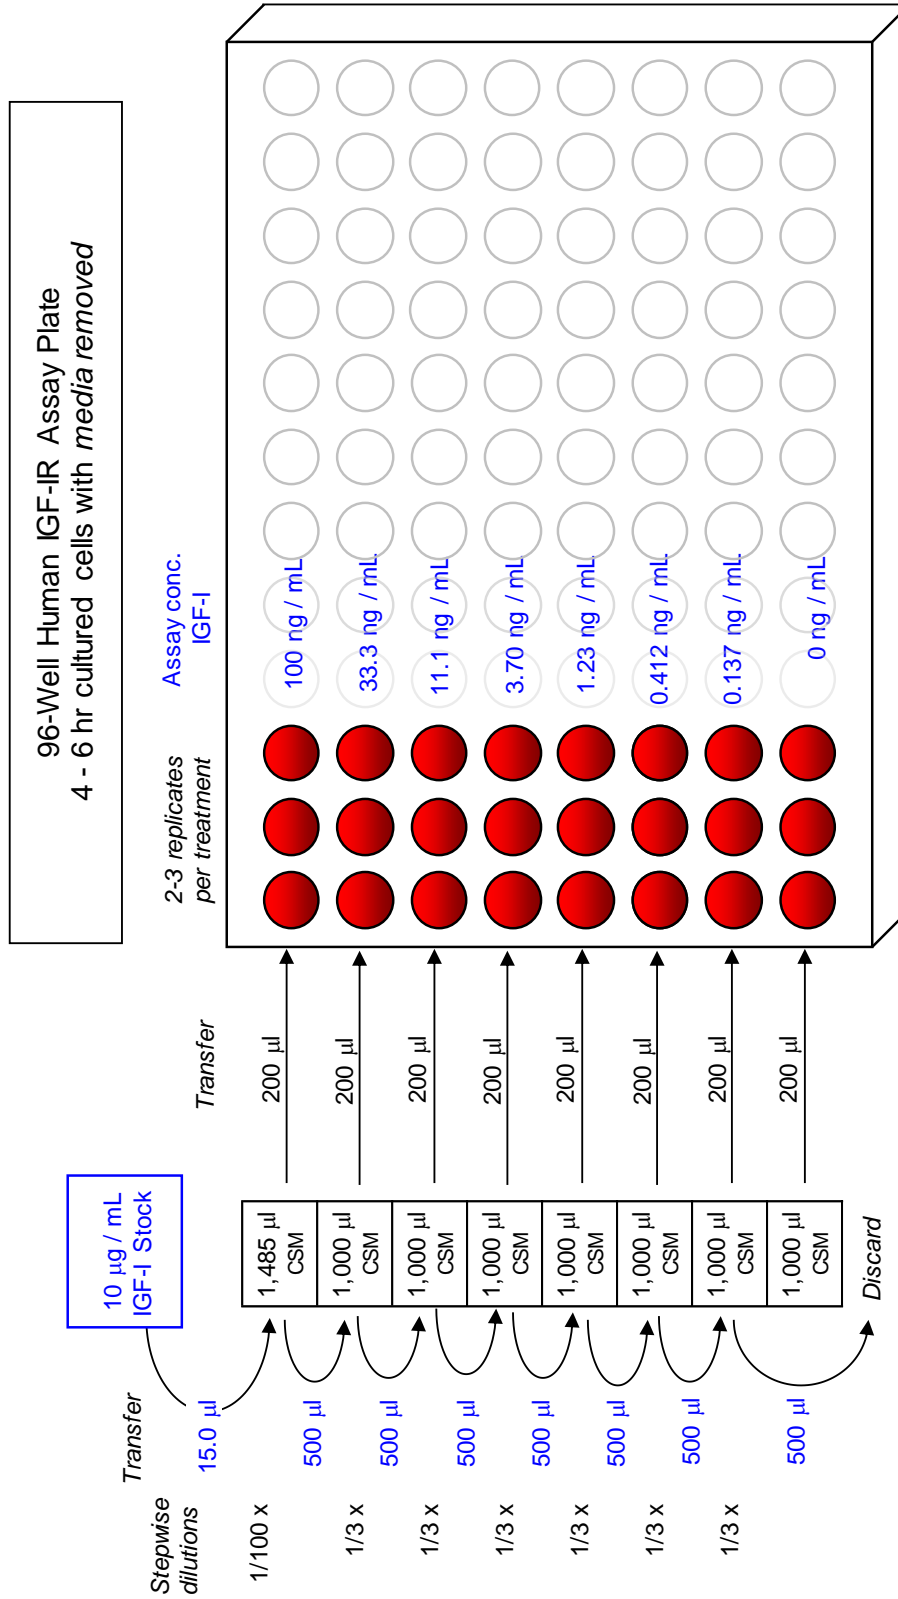 96-Well Human IGF-IR Assay Plate
4 - 6 hr cultured cells with media removed
10 µg / mL
IGF-I Stock
Stepwise
dilutions
Transfer
Transfer
2-3 replicates
per treatment
Assay conc.
IGF-I
1/100 x
15.0 µl
1,485 µl
CSM
200 µl
100 ng / mL
1/3 x
500 µl
1,000 µl
CSM
200 µl
33.3 ng / mL
1/3 x
500 µl
1,000 µl
CSM
200 µl
11.1 ng / mL
1/3 x
500 µl
1,000 µl
CSM
200 µl
3.70 ng / mL
1/3 x
500 µl
1,000 µl
CSM
200 µl
1.23 ng / mL
1/3 x
500 µl
1,000 µl
CSM
200 µl
0.412 ng / mL
1/3 x
500 µl
1,000 µl
CSM
200 µl
0.137 ng / mL
500 µl
1,000 µl
CSM
200 µl
0 ng / mL
Discard